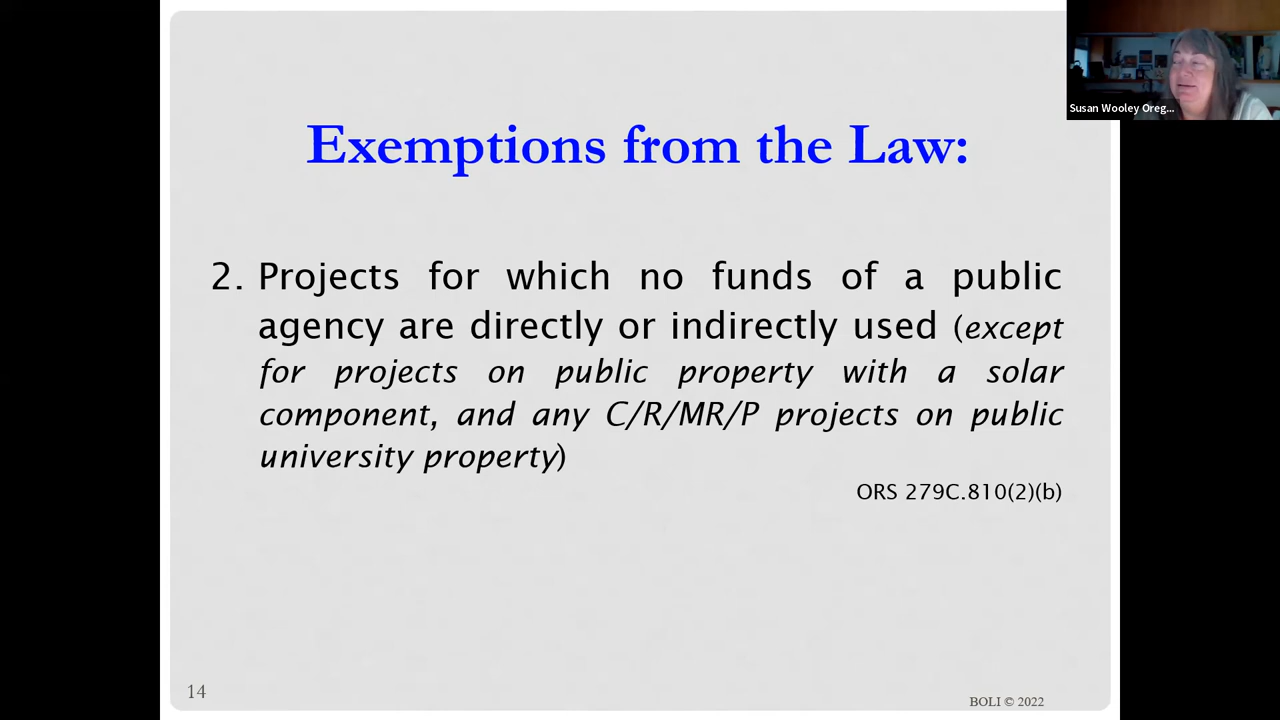 Susan Wooley Oreg...
Exemptions from the Law:
2. Projects for which no funds of a public
agency are directly or indirectly used (except
for projects on public property with a solar
component, and any C/R/MR/P projects on public
university property)
ORS 279C.810(2)(b)
14
BOLI © 2022